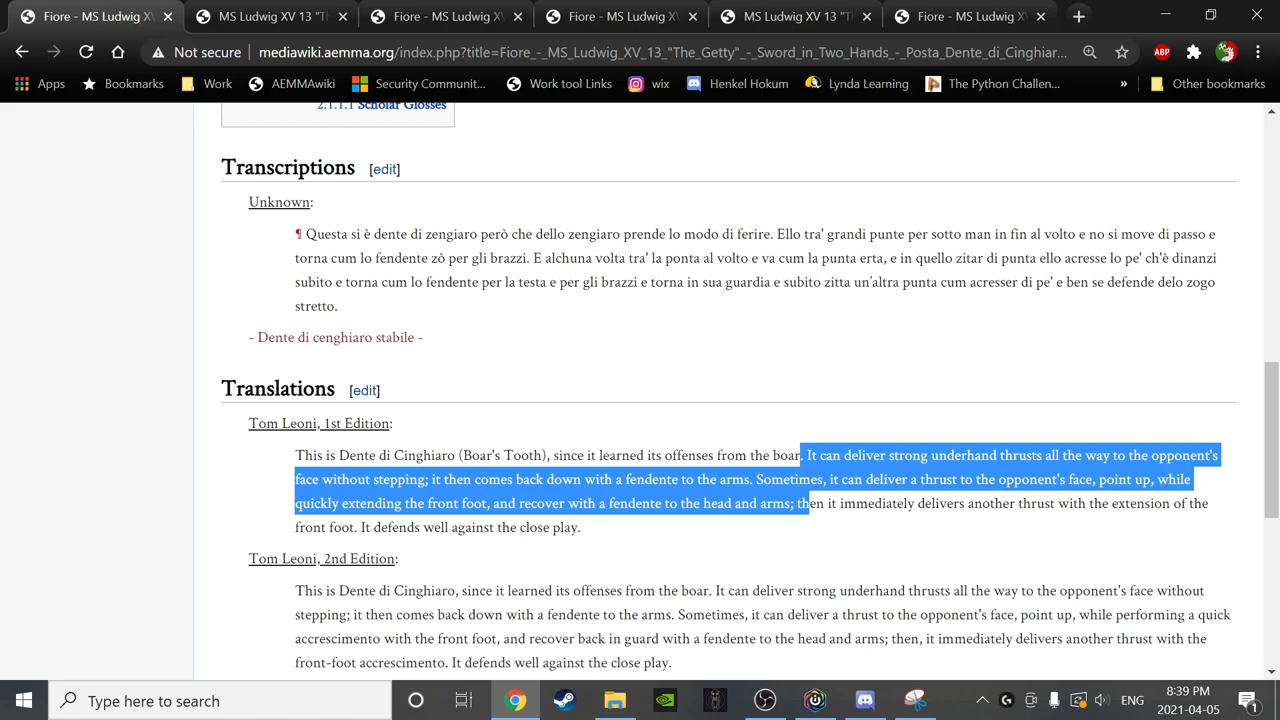 Fiore - MS Ludwig XV
MS Ludwig XV 13 "Th
Fiore - MS Ludwig XV
Fiore - MS Ludwig XV
MS Ludwig XV 13 "Th
Fiore - MS Ludwig XV
Not secure
mediawiki.aemma.org/index.php?title=Fiore_-_MS_Ludwig_XV_13_"The_Getty"_-_Sword_in_Two_Hands_-_Posta_Dente_di_Cinghiar...
ABP
Apps
Bookmarks
Work
AEMMAwiki
Security Communit...
Work tool Links
wix
Henkel Hokum
Lynda Learning
The Python Challen...
»
Other bookmarks
2.1.1.1 Scholar Glosses
Transcriptions [edit]
Unknown:
¶ Questa si è dente di zengiaro però che dello zengiaro prende lo modo di ferire. Ello tra' grandi punte per sotto man in fin al volto e no si move di passo e
torna cum lo fendente zò per gli brazzi. E alchuna volta tra' la ponta al volto e va cum la punta erta, e in quello zitar di punta ello acresse lo pe' ch'è dinanzi
subito e torna cum lo fendente per la testa e per gli brazzi e torna in sua guardia e subito zitta un'altra punta cum acresser di pe' e ben se defende delo zogo
stretto.
- Dente di cenghiaro stabile -
Translations [edit]
Tom Leoni, 1st Edition:
This is Dente di Cinghiaro (Boar's Tooth), since it learned its offenses from the boar. It can deliver strong underhand thrusts all the way to the opponent's
face without stepping; it then comes back down with a fendente to the arms. Sometimes, it can deliver a thrust to the opponent's face, point up, while
quickly extending the front foot, and recover with a fendente to the head and arms; then it immediately delivers another thrust with the extension of the
front foot. It defends well against the close play.
Tom Leoni, 2nd Edition:
This is Dente di Cinghiaro, since it learned its offenses from the boar. It can deliver strong underhand thrusts all the way to the opponent's face without
stepping; it then comes back down with a fendente to the arms. Sometimes, it can deliver a thrust to the opponent's face, point up, while performing a quick
accrescimento with the front foot, and recover back in guard with a fendente to the head and arms; then, it immediately delivers another thrust with the
front-foot accrescimento. It defends well against the close play.
Type here to search
ENG
8:39 PM
2021-04-05
1